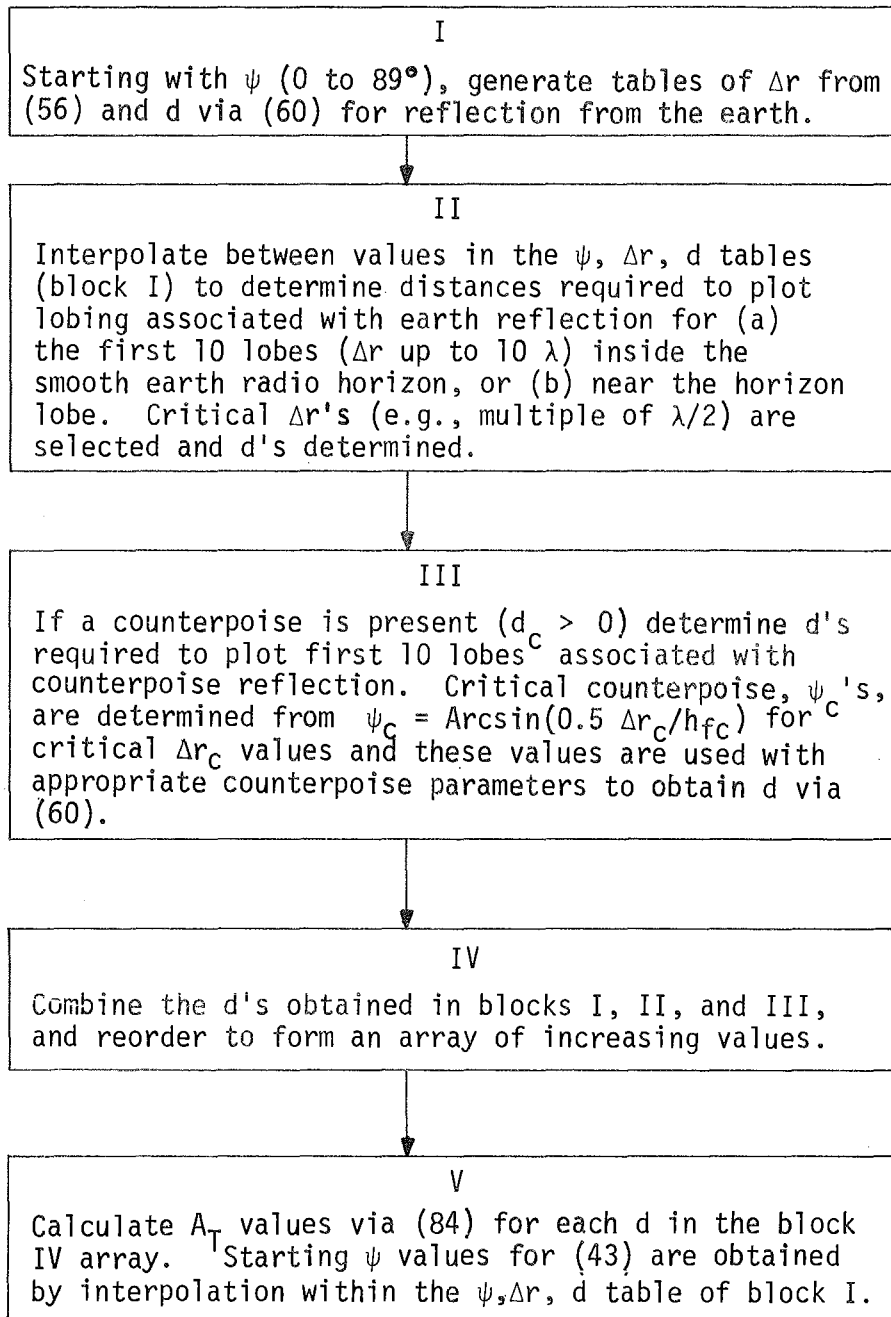 I
Starting with ψ (0 to 89°), generate tables of Δr from
(56) and d via (60) for reflection from the earth.
II
Interpolate between values in the ψ, Δr, d tables
(block I) to determine distances required to plot
lobing associated with earth reflection for (a)
the first 10 lobes (Δr up to 10 λ) inside the
smooth earth radio horizon, or (b) near the horizon
lobe. Critical Δr's (e.g., multiple of λ/2) are
selected and d's determined.
III
If a counterpoise is present (d_c > 0) determine d's
required to plot first 10 lobes associated with
counterpoise reflection. Critical counterpoise, ψ_c's,
are determined from ψ_c = Arcsin(0.5 Δr_c/h_fc) for
critical Δr_c values and these values are used with
appropriate counterpoise parameters to obtain d via
(60).
IV
Combine the d's obtained in blocks I, II, and III,
and reorder to form an array of increasing values.
V
Calculate A_T values via (84) for each d in the block
IV array. Starting ψ values for (43) are obtained
by interpolation within the ψ,Δr, d table of block I.